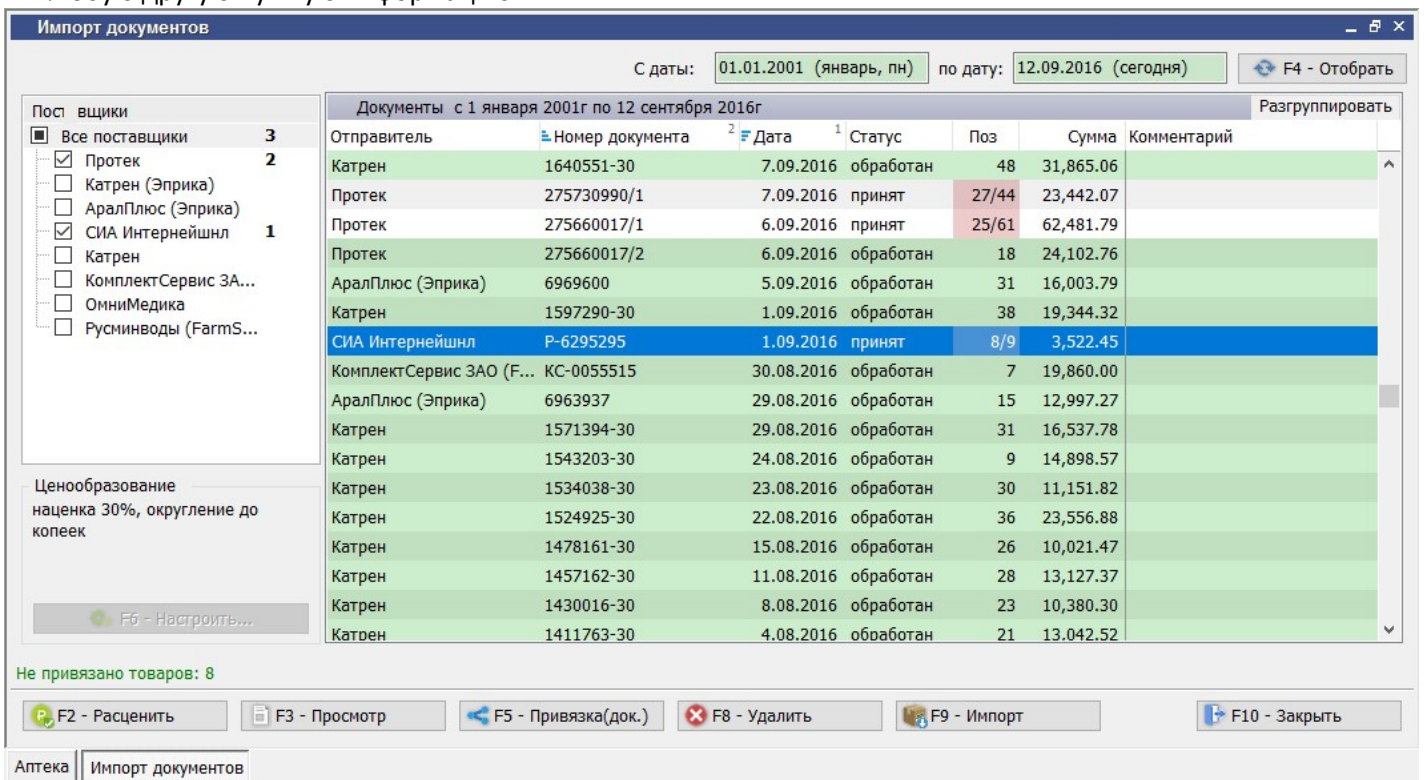 Импорт документов
С даты: 01.01.2001 (январь, пн) по дату: 12.09.2016 (сегодня) F4 - Отобрать
Пост вщики
Все поставщики 3
Протек 2
Катрен (Эприка)
АралПлюс (Эприка)
СИА Интернейшнл 1
Катрен
КомплектСервис ЗА...
ОмниМедика
Русминводы (FarmS...
Ценообразование
наценка 30%, округление до
копеек
F6 - Настроить...
Документы с 1 января 2001г по 12 сентября 2016г Разгруппировать
Отправитель Номер документа 2 Дата 1 Статус Поз Сумма Комментарий
Катрен 1640551-30 7.09.2016 обработан 48 31,865.06
Протек 275730990/1 7.09.2016 принят 27/44 23,442.07
Протек 275660017/1 6.09.2016 принят 25/61 62,481.79
Протек 275660017/2 6.09.2016 обработан 18 24,102.76
АралПлюс (Эприка) 6969600 5.09.2016 обработан 31 16,003.79
Катрен 1597290-30 1.09.2016 обработан 38 19,344.32
СИА Интернейшнл Р-6295295 1.09.2016 принят 8/9 3,522.45
КомплектСервис ЗАО (F... КС-0055515 30.08.2016 обработан 7 19,860.00
АралПлюс (Эприка) 6963937 29.08.2016 обработан 15 12,997.27
Катрен 1571394-30 29.08.2016 обработан 31 16,537.78
Катрен 1543203-30 24.08.2016 обработан 9 14,898.57
Катрен 1534038-30 23.08.2016 обработан 30 11,151.82
Катрен 1524925-30 22.08.2016 обработан 36 23,556.88
Катрен 1478161-30 15.08.2016 обработан 26 10,021.47
Катрен 1457162-30 11.08.2016 обработан 28 13,127.37
Катрен 1430016-30 8.08.2016 обработан 23 10,380.30
Катрен 1411763-30 4.08.2016 обработан 21 13,042.52
Не привязано товаров: 8
F2 - Расценить F3 - Просмотр F5 - Привязка(док.) F8 - Удалить F9 - Импорт F10 - Закрыть
Аптека Импорт документов